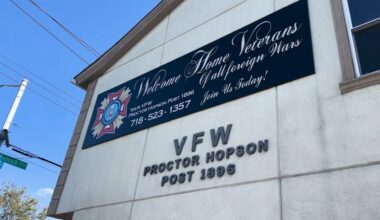 Welcome Home Veterans
Of all foreign Wars
Your VFW
Proctor Hopson Post 1896
718-523-1357
Join Us Today!
VFW
PROCTOR HOPSON
POST 1896